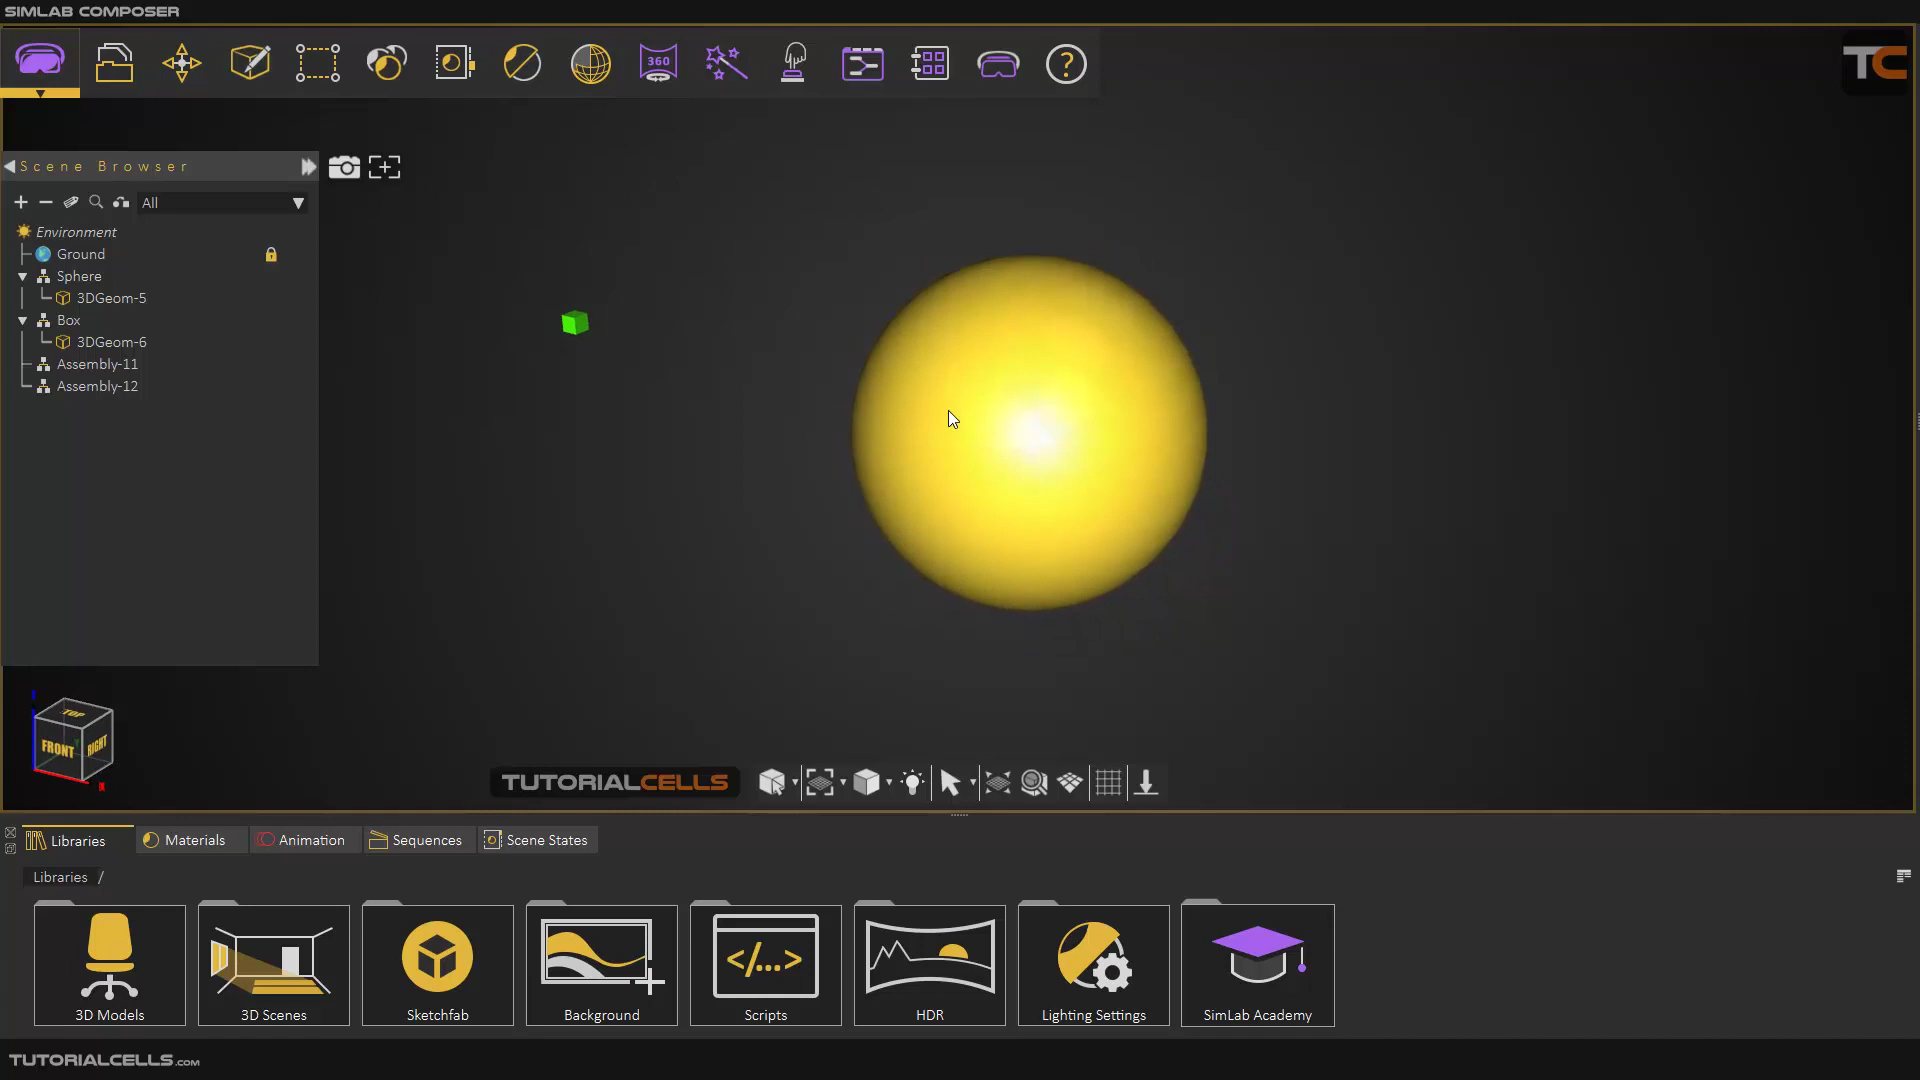 SIMLAB COMPOSER
360
?
TC
Scene Browser
All
Environment
Ground
Sphere
3DGeom-5
Box
3DGeom-6
Assembly-11
Assembly-12
TOP
FRONT
RIGHT
TUTORIALCELLS
Libraries
Materials
Animation
Sequences
Scene States
Libraries /
</...>
3D Models
3D Scenes
Sketchfab
Background
Scripts
HDR
Lighting Settings
SimLab Academy
TUTORIALCELLS.COM